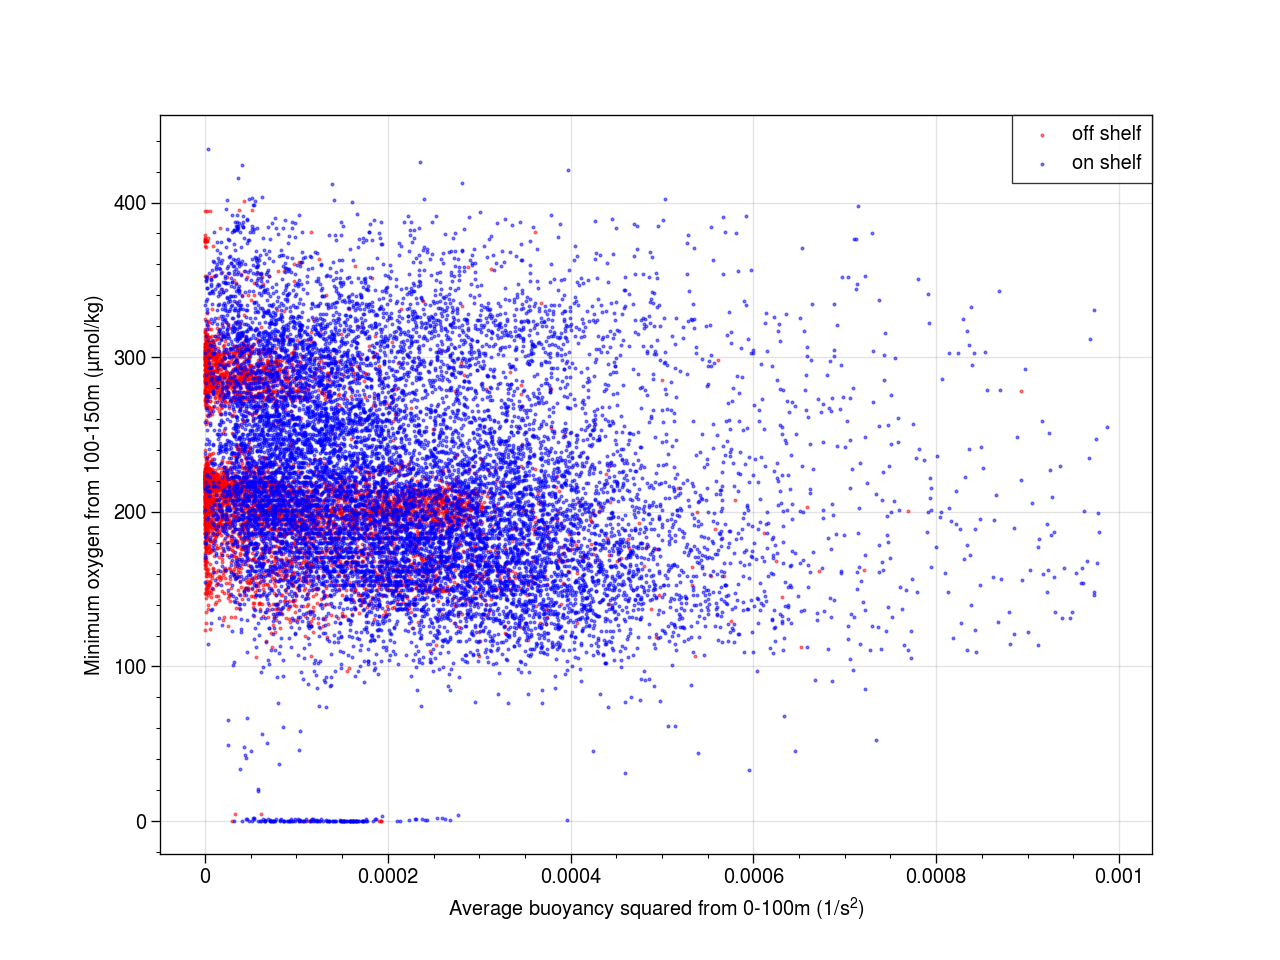 off shelf
on shelf
400
300
200
100
0
0
0.0002
0.0004
0.0006
0.0008
0.001
Minimum oxygen from 100-150m (μmol/kg)
Average buoyancy squared from 0-100m (1/s²)